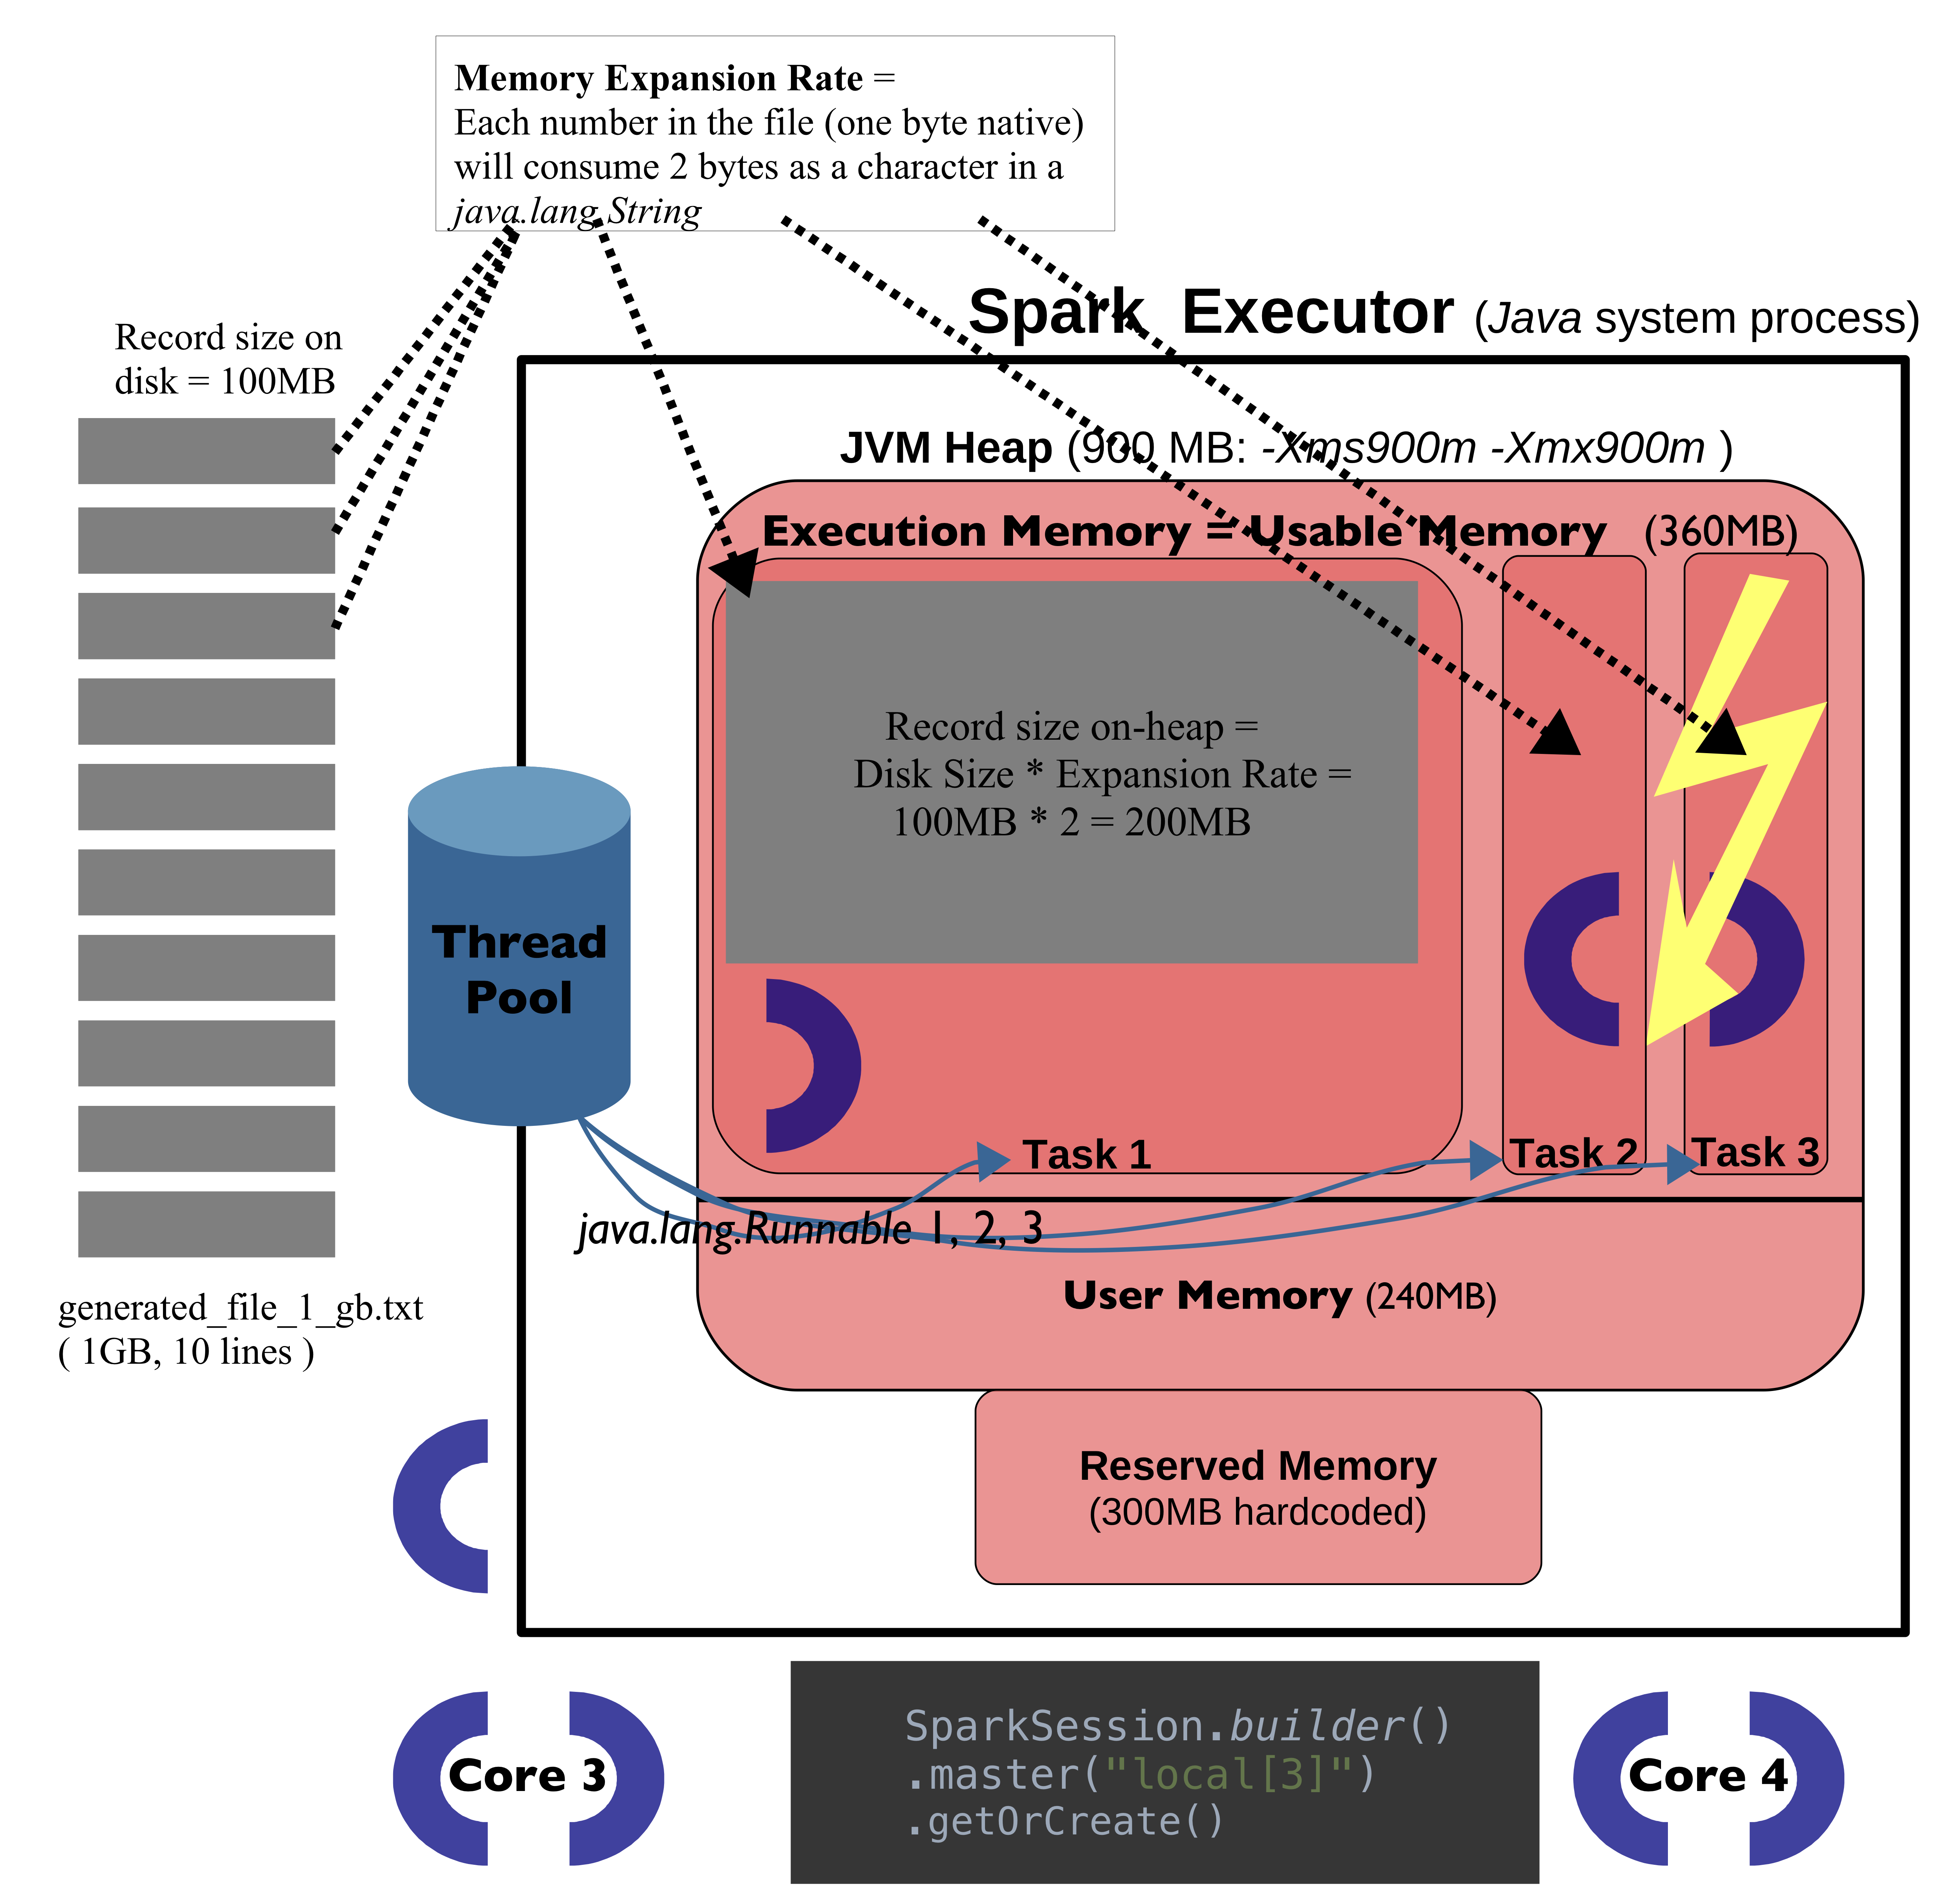 Memory Expansion Rate =
Each number in the file (one byte native)
will consume 2 bytes as a character in a
java.lang.String
Record size on
disk = 100MB
Spark Executor (Java system process)
JVM Heap (900 MB: -Xms900m -Xmx900m )
Execution Memory = Usable Memory (360MB)
Record size on-heap =
Disk Size * Expansion Rate =
100MB * 2 = 200MB
Thread
Pool
Task 1
Task 2
Task 3
java.lang.Runnable 1, 2, 3
User Memory (240MB)
generated_file_1_gb.txt
( 1GB, 10 lines )
Reserved Memory
(300MB hardcoded)
Core 3
SparkSession.builder()
.master("local[3]")
.getOrCreate()
Core 4